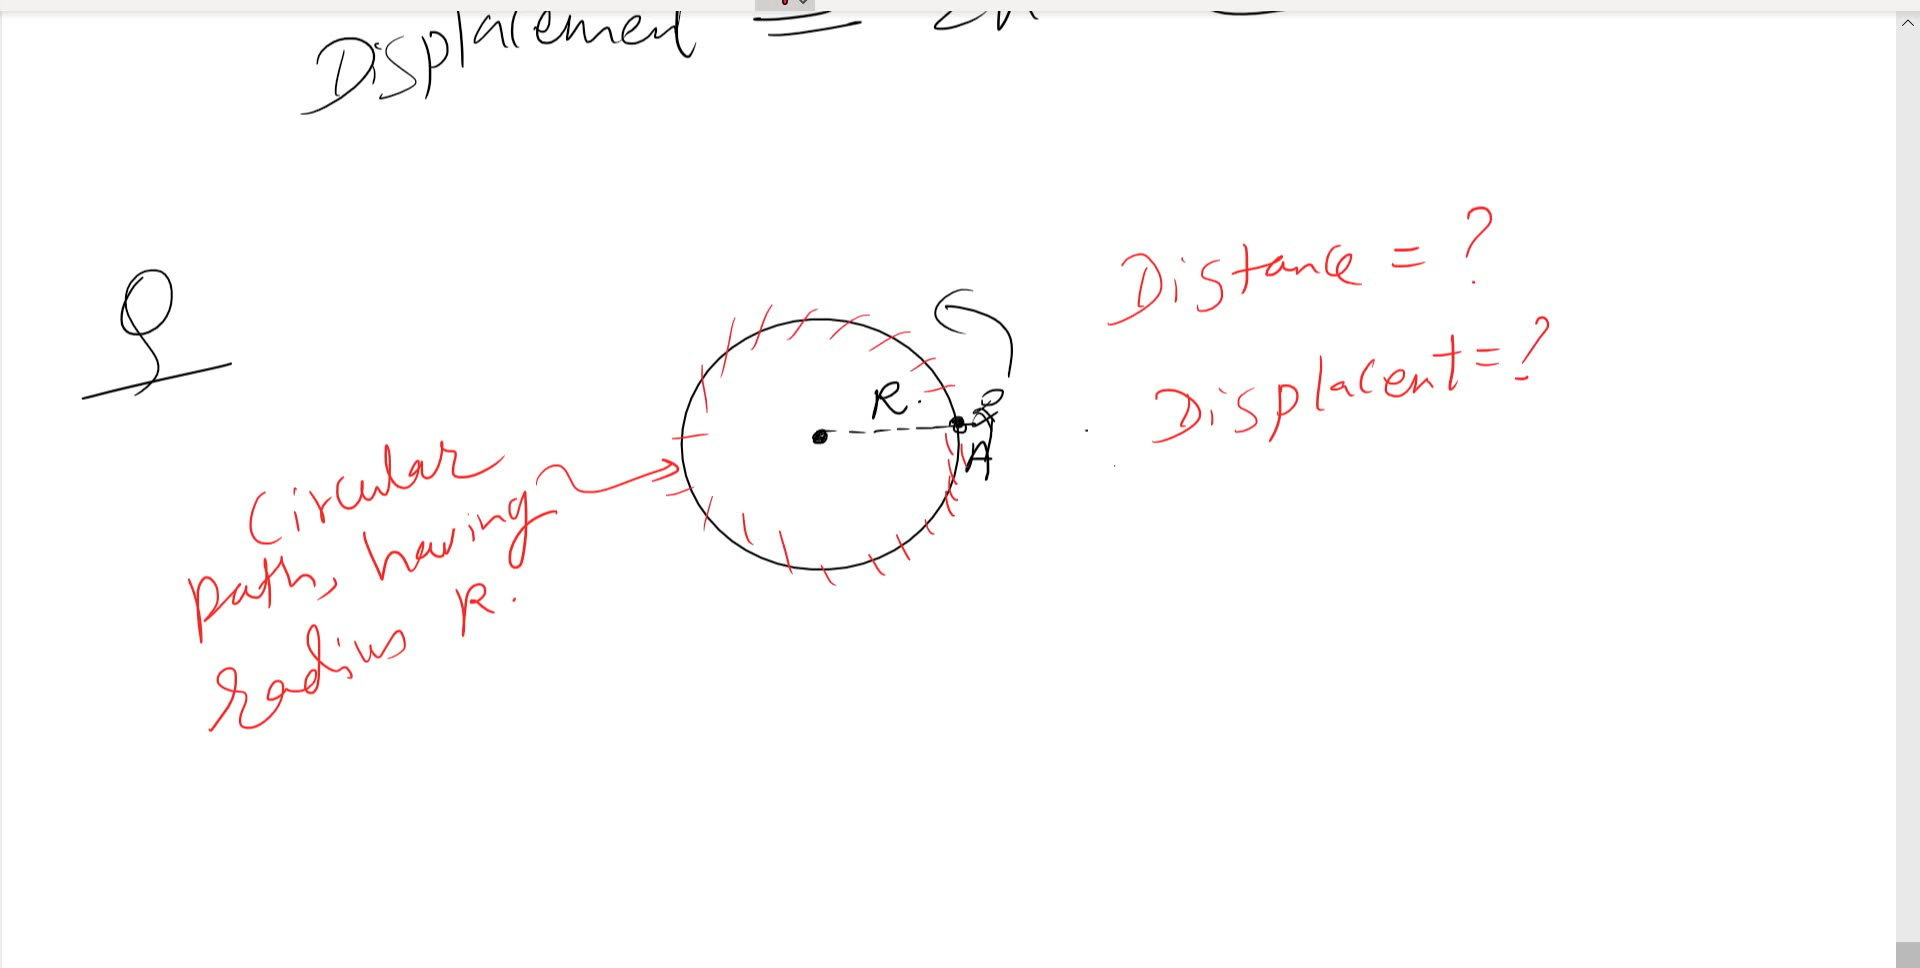 Displacement =
Q
Distance = ?
Displacent = ?
R.
A
Circular
path, having
radius R.